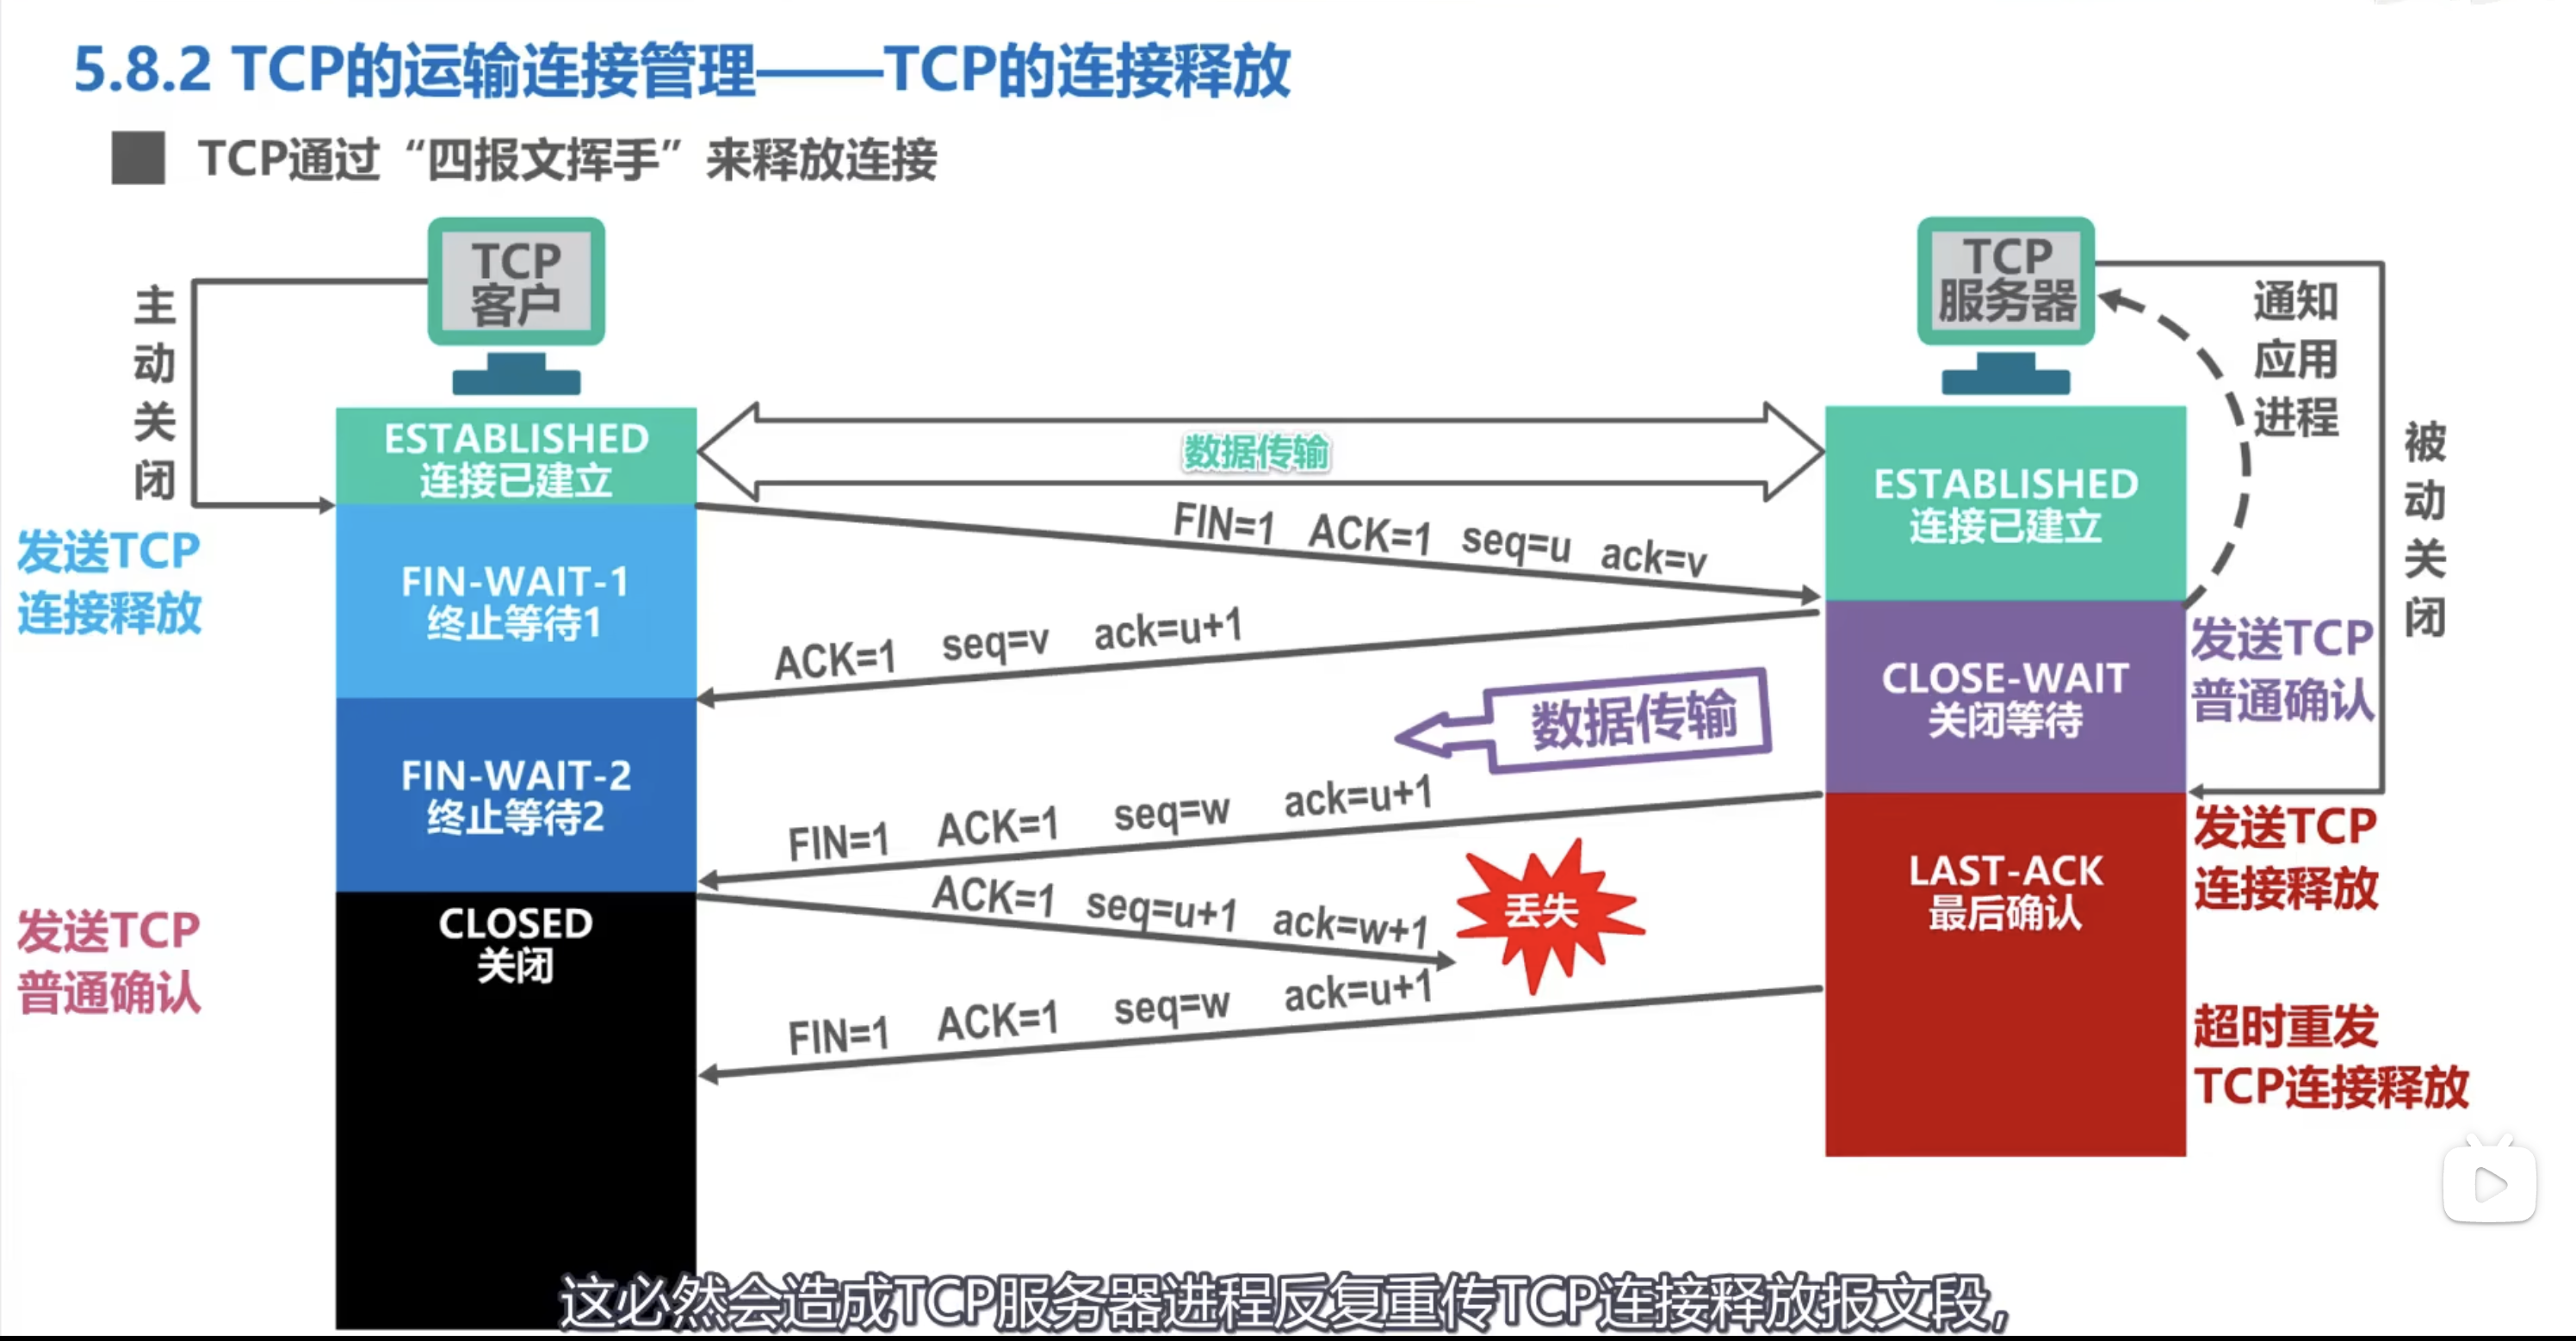 5.8.2 TCP的运输连接管理——TCP的连接释放
TCP通过“四报文挥手”来释放连接
TCP
客户
TCP
服务器
主动关闭
通知
应用
进程
被动关闭
ESTABLISHED
连接已建立
数据传输
ESTABLISHED
连接已建立
FIN=1 ACK=1 seq=u ack=v
发送TCP
连接释放
FIN-WAIT-1
终止等待1
ACK=1 seq=v ack=u+1
CLOSE-WAIT
关闭等待
发送TCP
普通确认
数据传输
FIN-WAIT-2
终止等待2
FIN=1 ACK=1 seq=w ack=u+1
发送TCP
连接释放
LAST-ACK
最后确认
ACK=1 seq=u+1 ack=w+1
丢失
发送TCP
普通确认
CLOSED
关闭
FIN=1 ACK=1 seq=w ack=u+1
超时重发
TCP连接释放
这必然会造成TCP服务器进程反复重传TCP连接释放报文段，